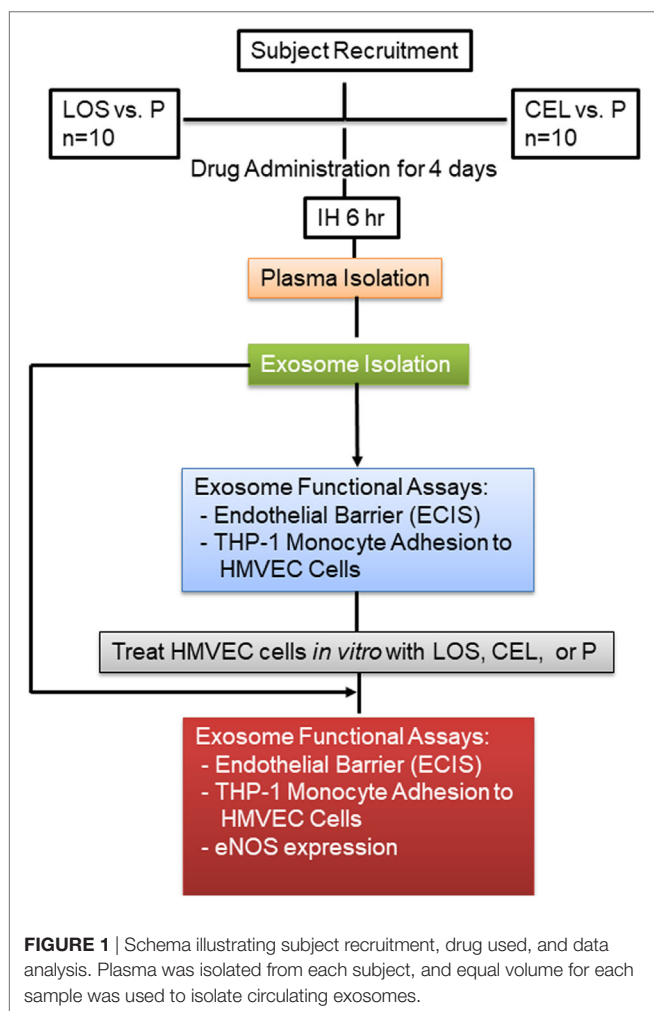 Subject Recruitment
LOS vs. P
n=10
CEL vs. P
n=10
Drug Administration for 4 days
IH 6 hr
Plasma Isolation
Exosome Isolation
Exosome Functional Assays:
- Endothelial Barrier (ECIS)
- THP-1 Monocyte Adhesion to
HMVEC Cells
Treat HMVEC cells in vitro with LOS, CEL, or P
Exosome Functional Assays:
- Endothelial Barrier (ECIS)
- THP-1 Monocyte Adhesion to
HMVEC Cells
- eNOS expression
FIGURE 1 | Schema illustrating subject recruitment, drug used, and data
analysis. Plasma was isolated from each subject, and equal volume for each
sample was used to isolate circulating exosomes.